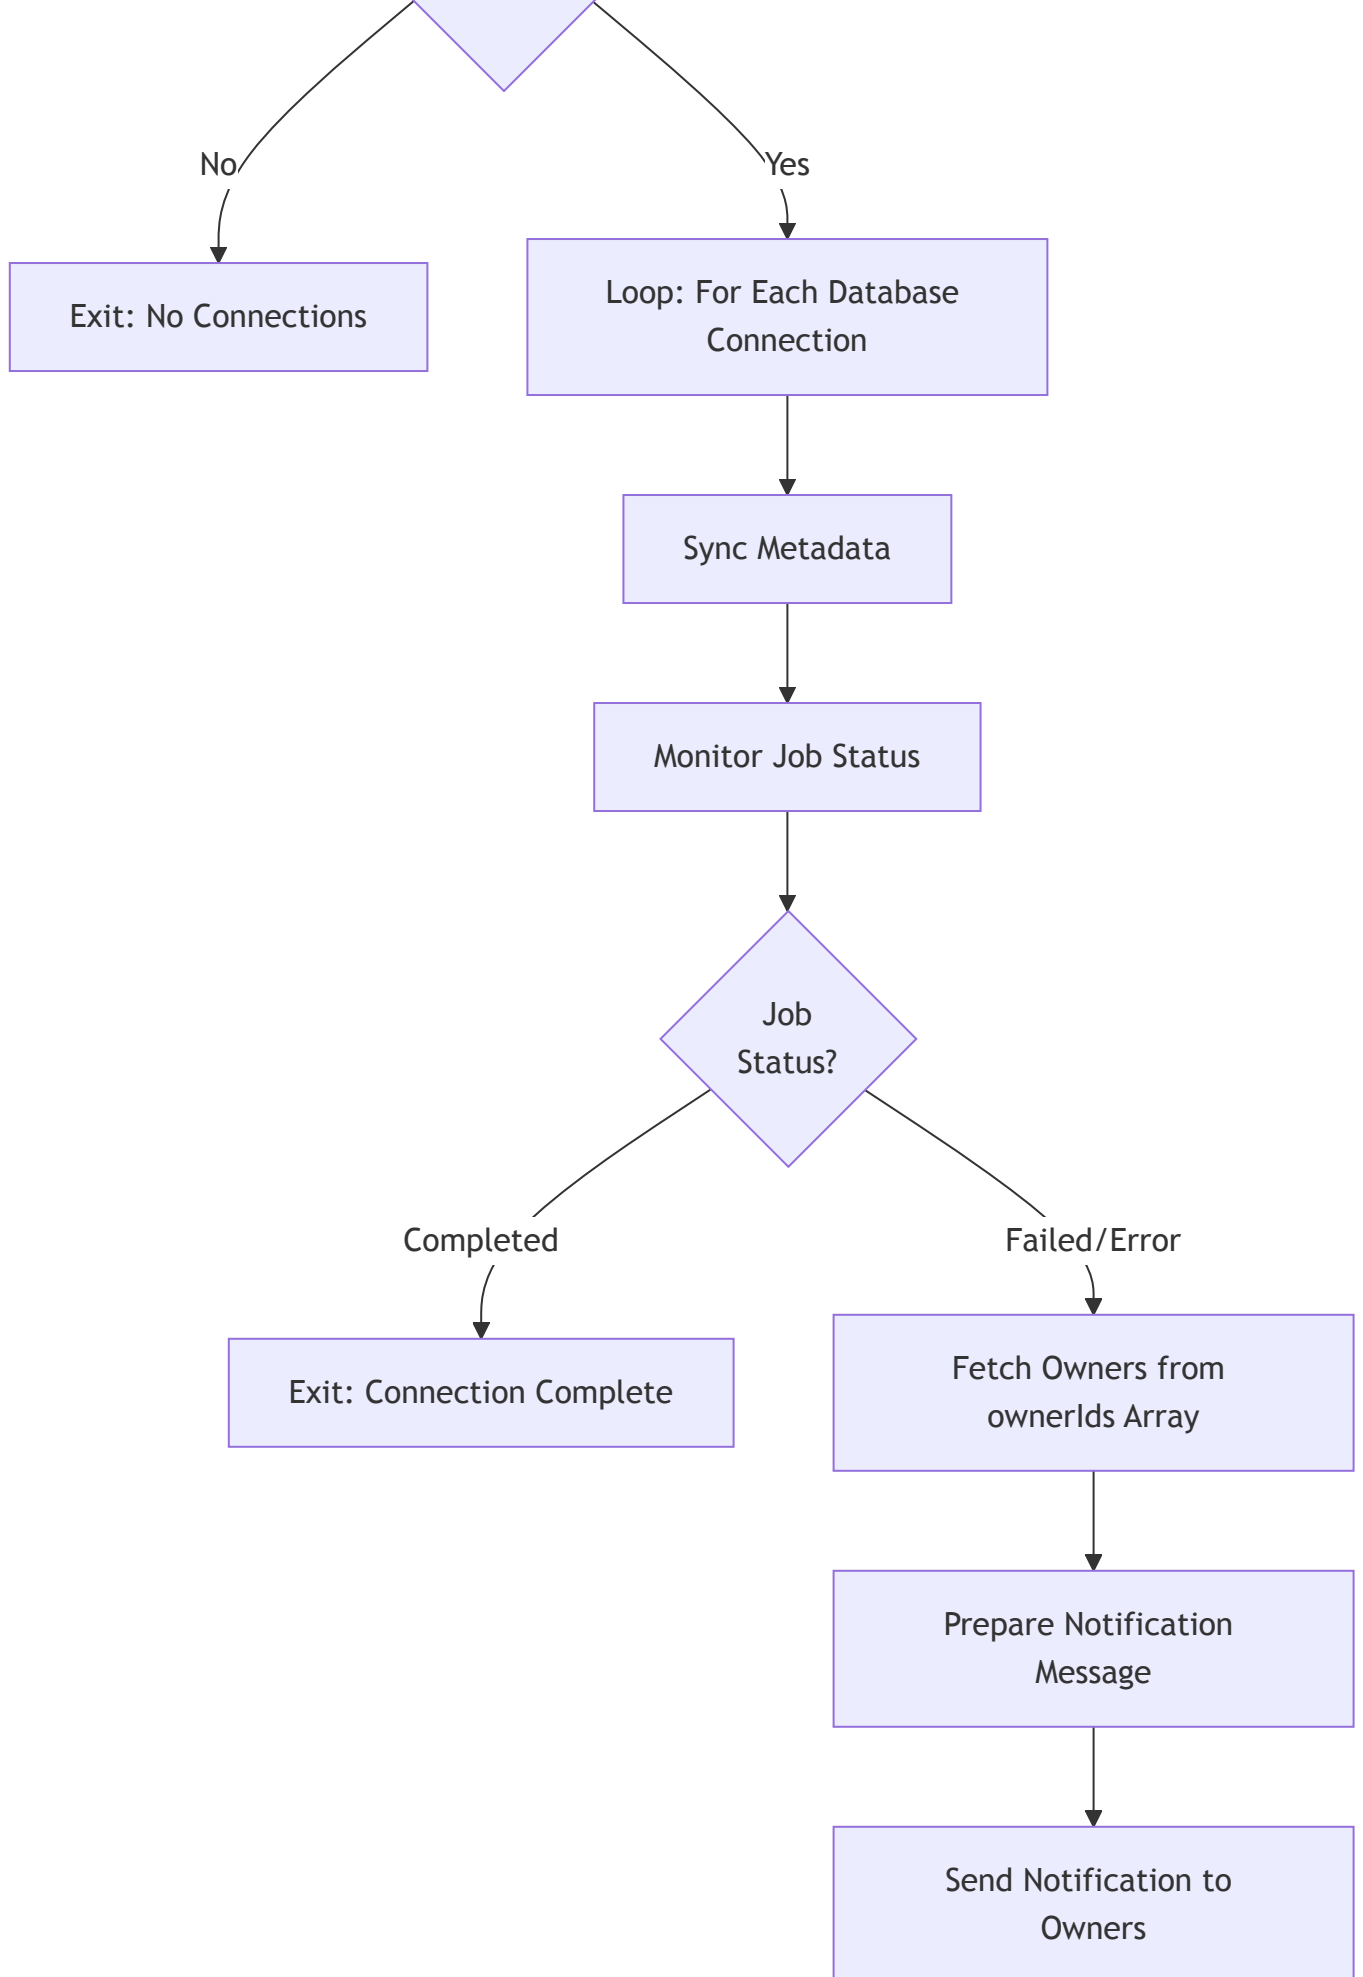 No
Yes
Exit: No Connections
Loop: For Each Database
Connection
Sync Metadata
Monitor Job Status
Job
Status?
Completed
Failed/Error
Exit: Connection Complete
Fetch Owners from
ownerIds Array
Prepare Notification
Message
Send Notification to
Owners